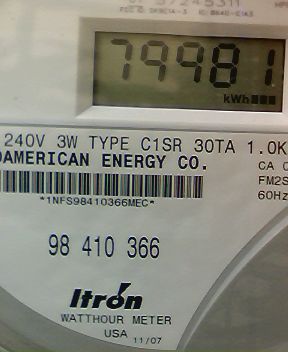 57245311
79981
kWh
240V 3W TYPE C1SR 30TA 1.0K
AMERICAN ENERGY CO.
CA
FM2S
60Hz
*1NFS98410366MEC*
98 410 366
Itron
WATTHOUR METER
USA 11/07